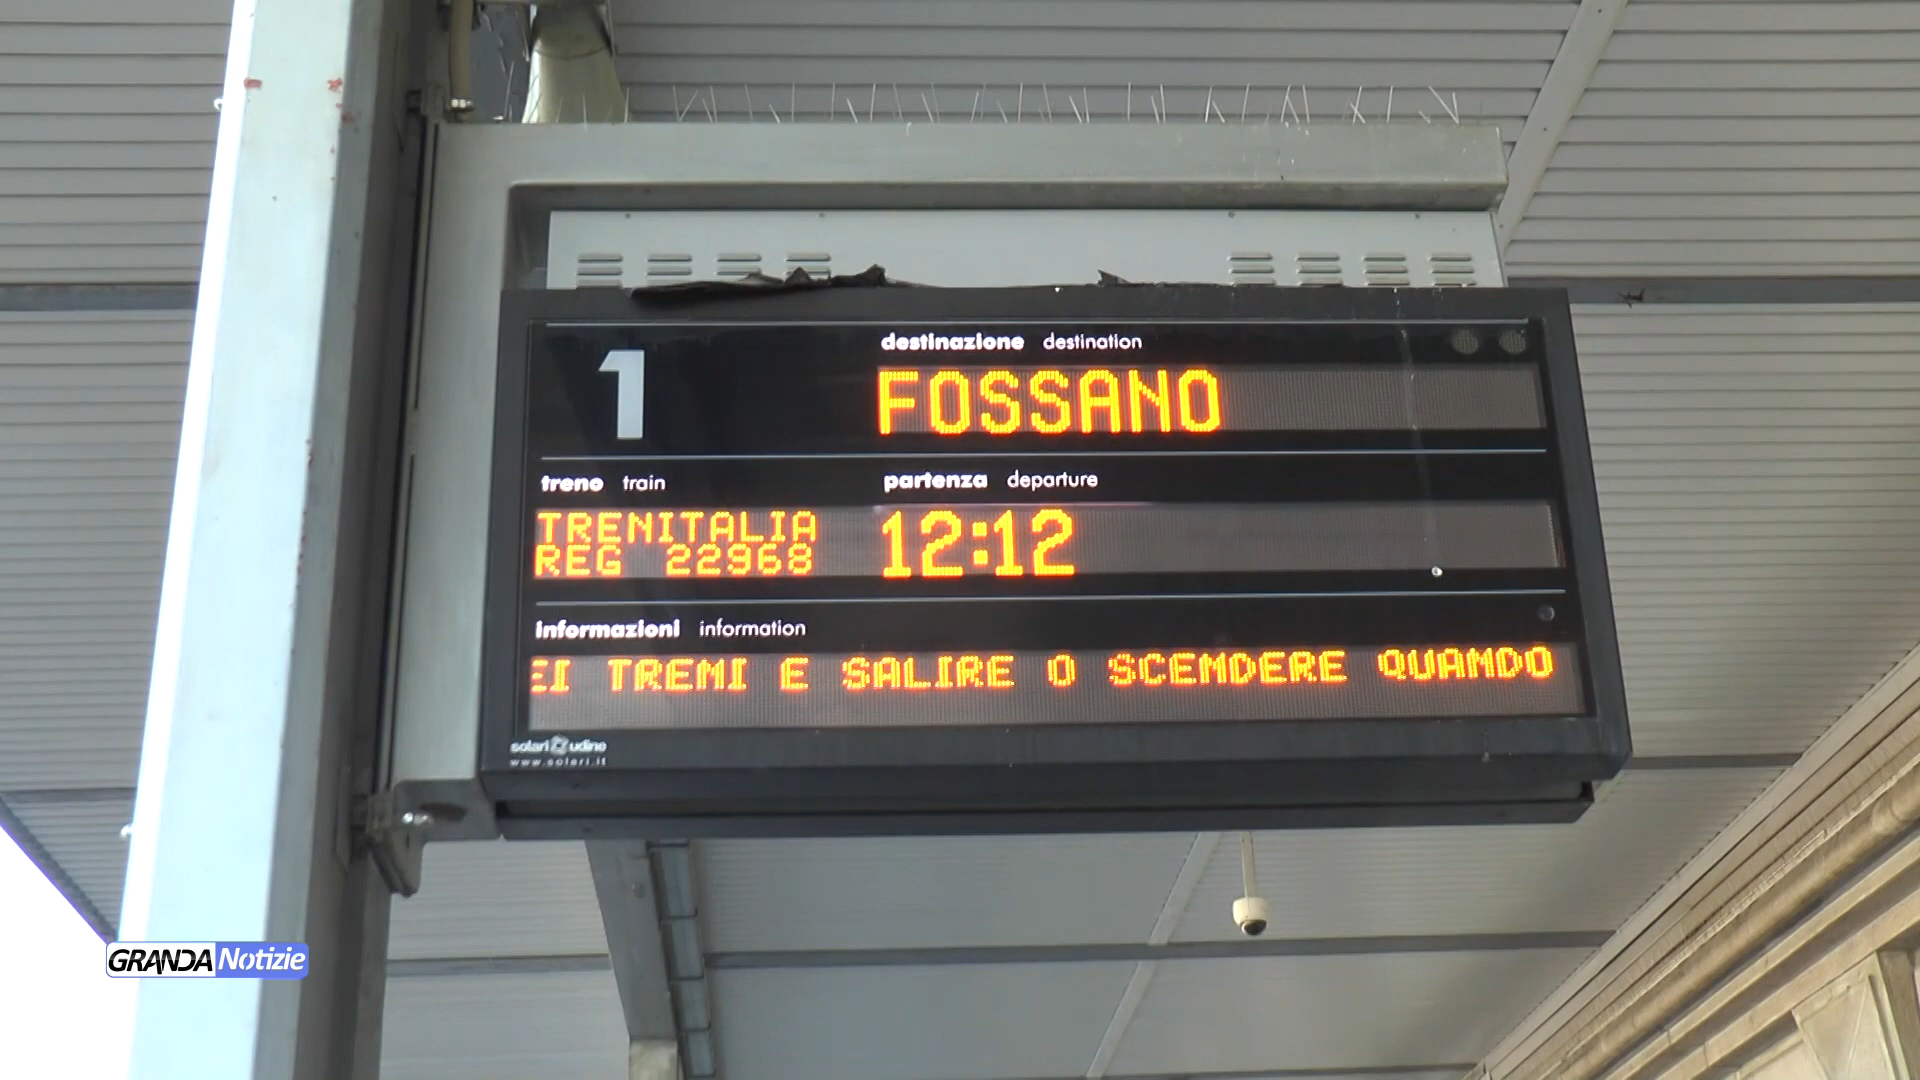 1
destinazione destination
FOSSANO
treno train
partenza departure
TRENITALIA
REG 22968
12:12
informazioni information
EI TRENI E SALIRE O SCENDERE QUANDO
solari udine
www.solari.it
GRANDA Notizie